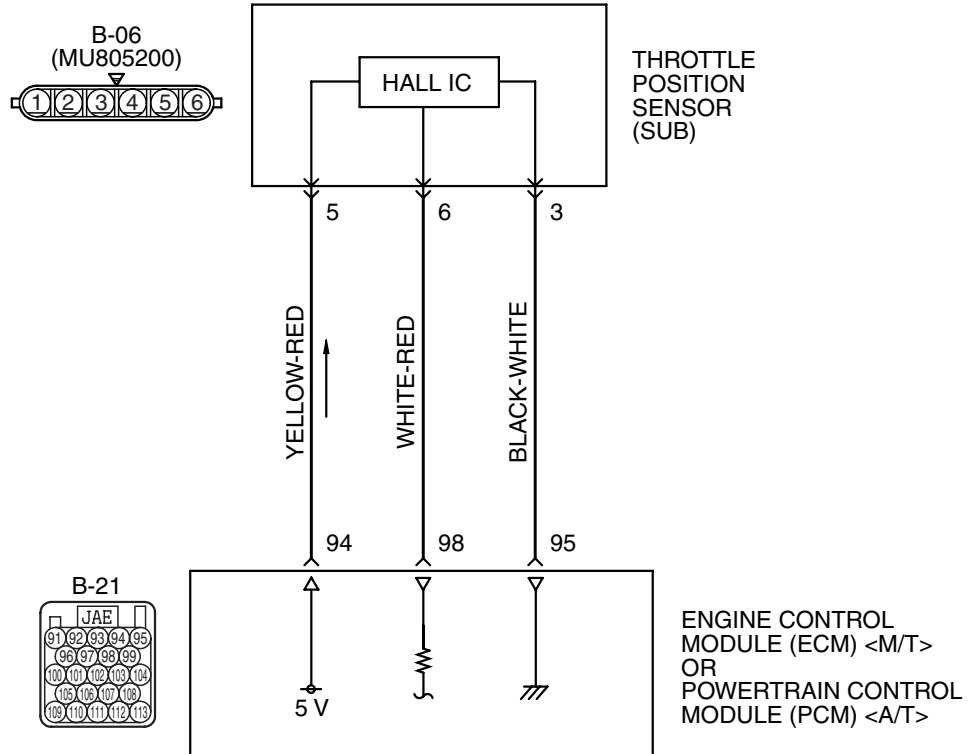 B-06
(MU805200)
1 2 3 4 5 6
HALL IC
THROTTLE
POSITION
SENSOR
(SUB)
5 6 3
YELLOW-RED
WHITE-RED
BLACK-WHITE
94 98 95
B-21
JAE
91 92 93 94 95
96 97 98 99
100 101 102 103 104
105 106 107 108
109 110 111 112 113
5 V
ENGINE CONTROL
MODULE (ECM) <M/T>
OR
POWERTRAIN CONTROL
MODULE (PCM) <A/T>